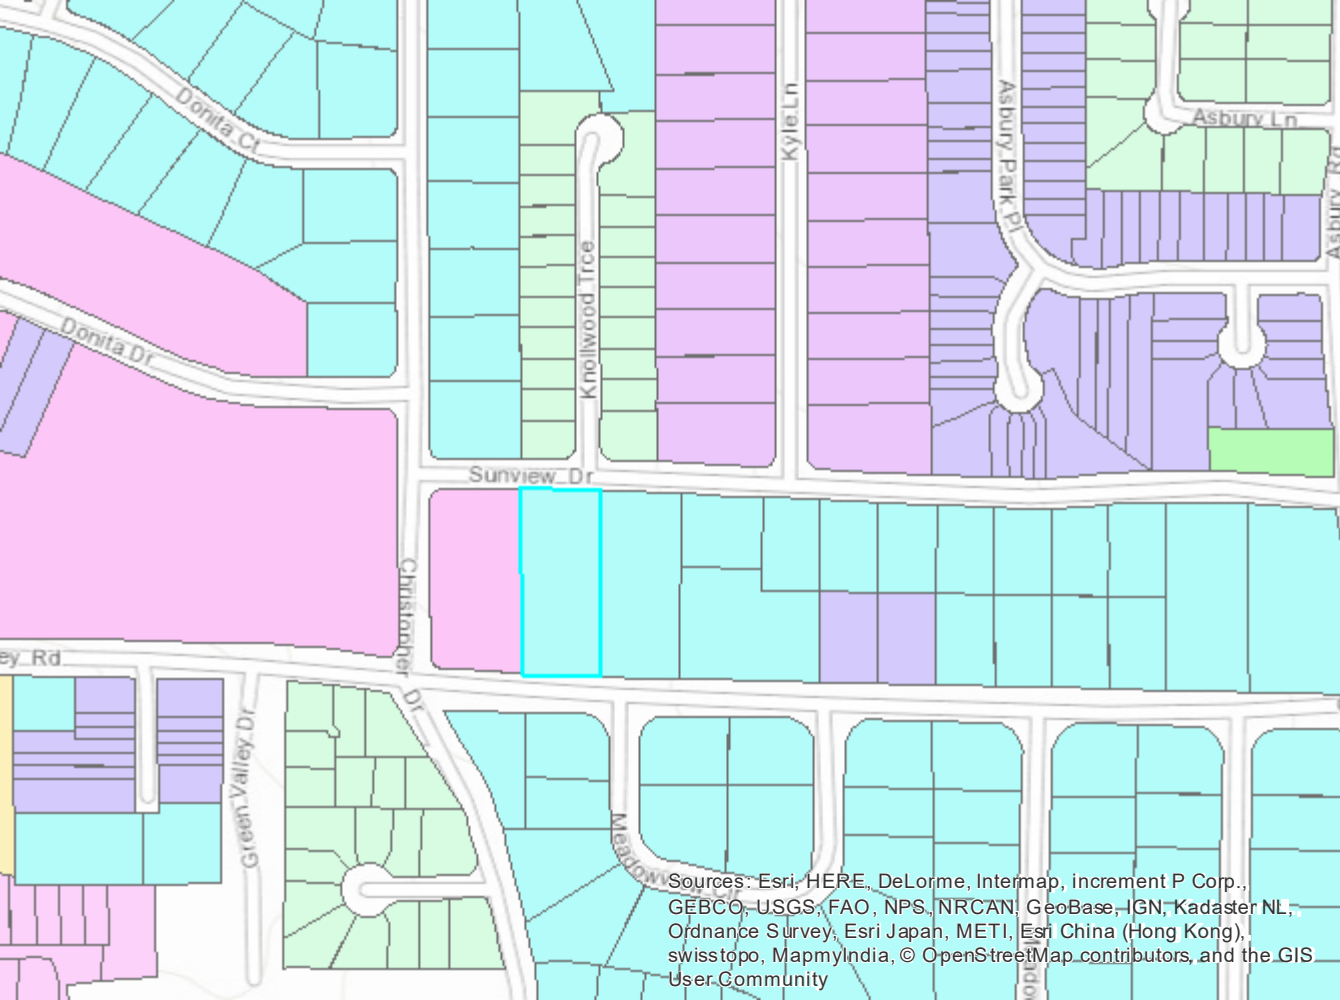 Donita Ct
Kyle Ln
Asbury Park Pl
Asbury Ln
Asbury Rd
Donita Dr
Knollwood Trce
Sunview Dr
Christopher Dr
ey Rd
Green Valley Dr
Meadowview Cir
Sources: Esri, HERE, DeLorme, Intermap, increment P Corp.,
GEBCO, USGS, FAO, NPS, NRCAN, GeoBase, IGN, Kadaster NL,
Ordnance Survey, Esri Japan, METI, Esri China (Hong Kong),
swisstopo, MapmyIndia, © OpenStreetMap contributors, and the GIS
User Community